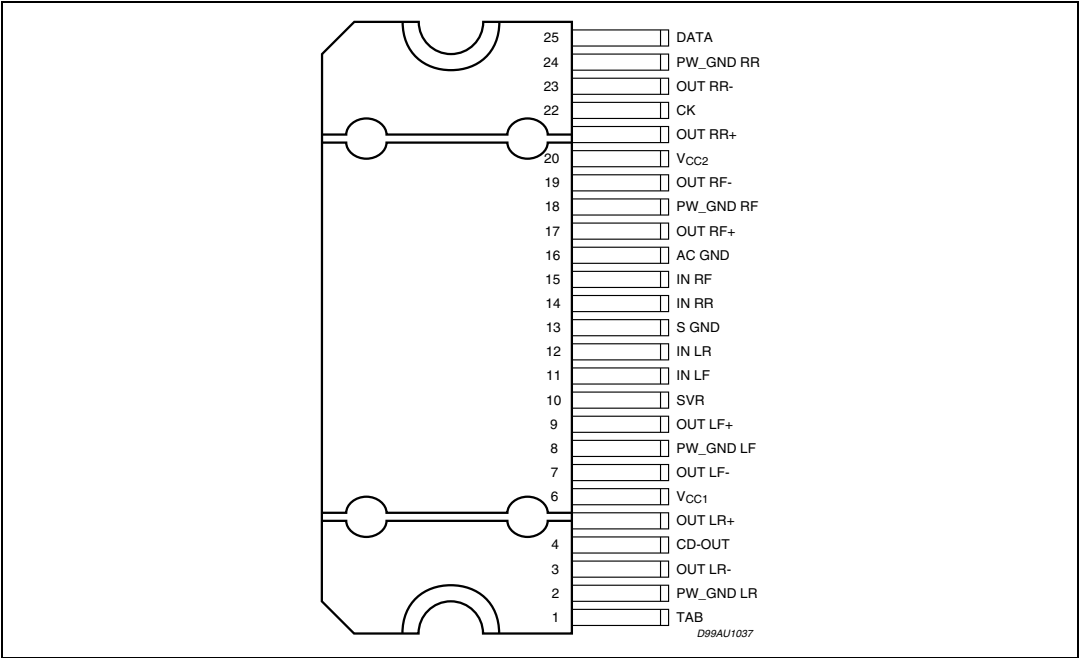 25 DATA
24 PW_GND RR
23 OUT RR-
22 CK
OUT RR+
20 VCC2
19 OUT RF-
18 PW_GND RF
17 OUT RF+
16 AC GND
15 IN RF
14 IN RR
13 S GND
12 IN LR
11 IN LF
10 SVR
9 OUT LF+
8 PW_GND LF
7 OUT LF-
6 VCC1
OUT LR+
4 CD-OUT
3 OUT LR-
2 PW_GND LR
1 TAB
D99AU1037